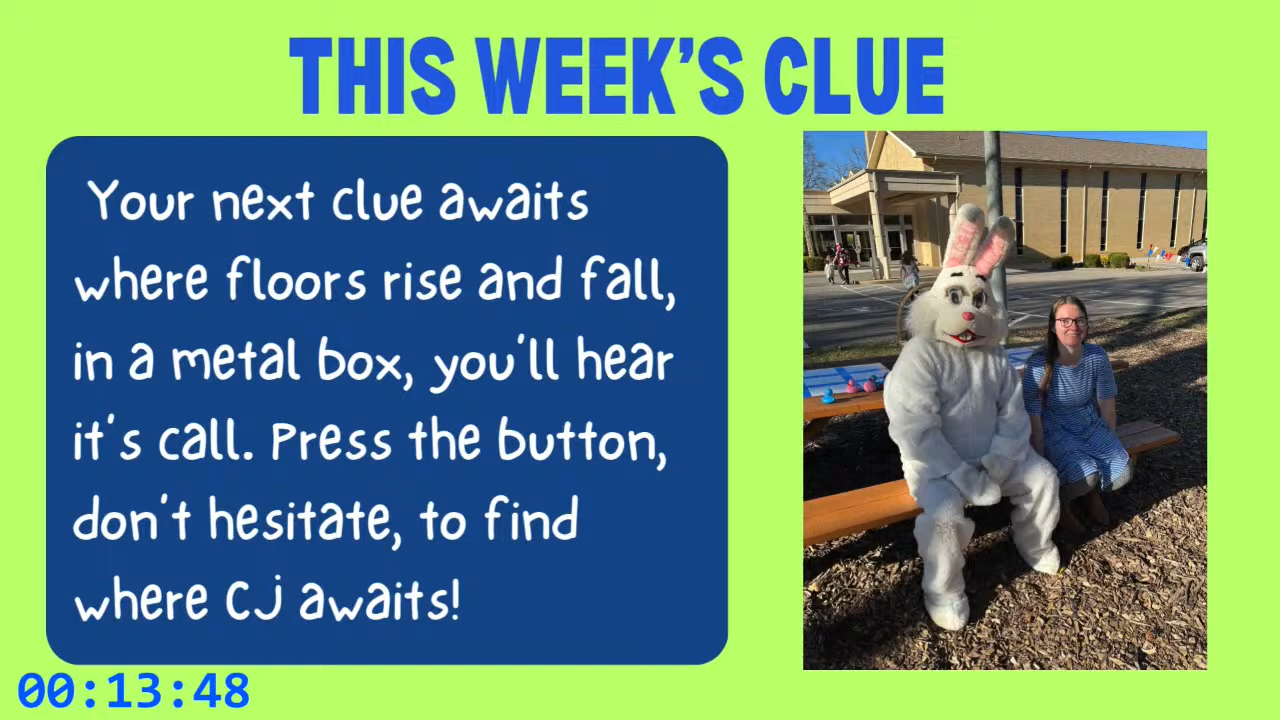 THIS WEEK'S CLUE
Your next clue awaits
where floors rise and fall,
in a metal box, you'll hear
it's call. Press the button,
don't hesitate, to find
where CJ awaits!
00:13:48